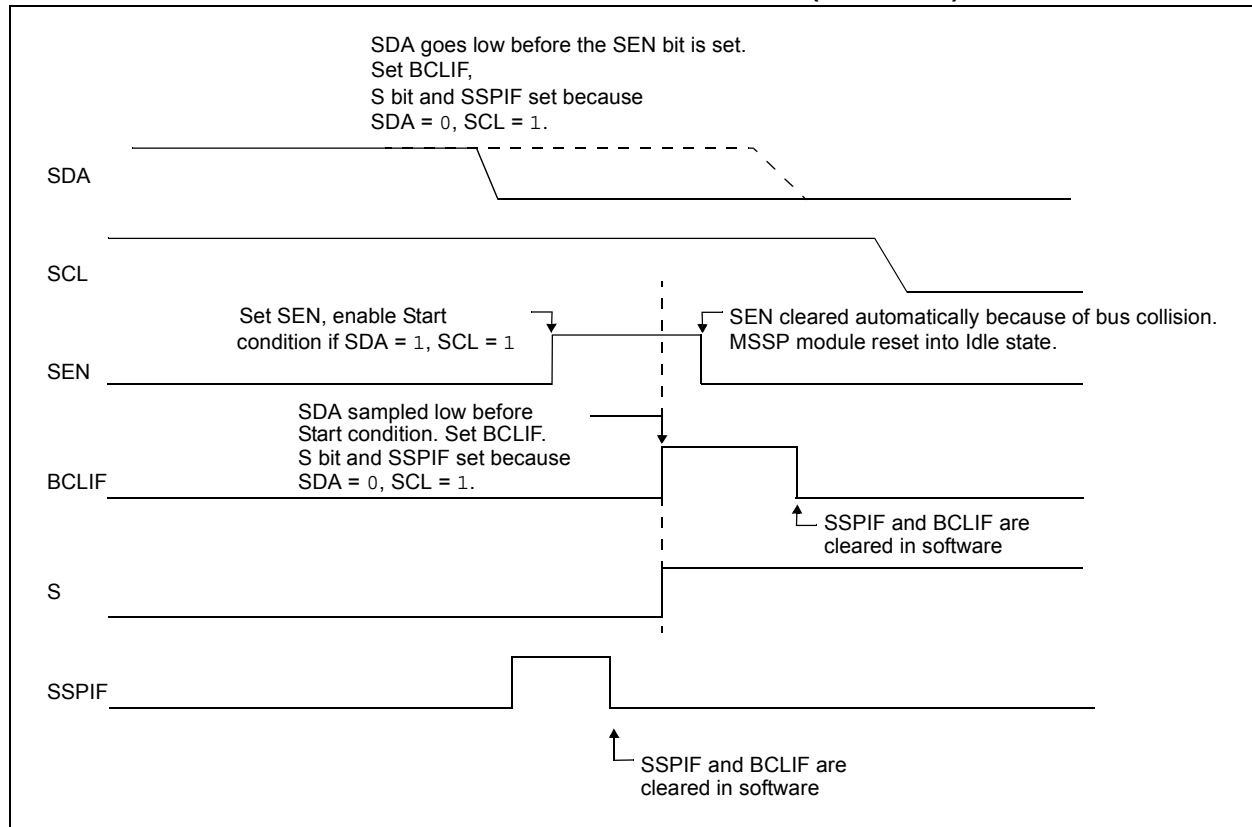 SDA goes low before the SEN bit is set.
Set BCLIF,
S bit and SSPIF set because
SDA = 0, SCL = 1.
SDA
SCL
Set SEN, enable Start
condition if SDA = 1, SCL = 1
SEN cleared automatically because of bus collision.
MSSP module reset into Idle state.
SEN
SDA sampled low before
Start condition. Set BCLIF.
S bit and SSPIF set because
SDA = 0, SCL = 1.
BCLIF
SSPIF and BCLIF are
cleared in software
S
SSPIF
SSPIF and BCLIF are
cleared in software